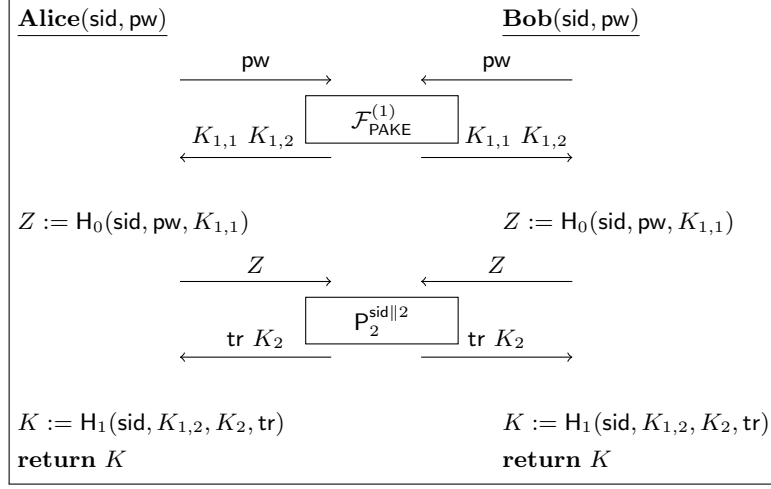 Alice(sid, pw) Bob(sid, pw)
pw pw
F_PAKE^(1)
K_{1,1} K_{1,2} K_{1,1} K_{1,2}
Z := H_0(sid, pw, K_{1,1}) Z := H_0(sid, pw, K_{1,1})
Z Z
P_2^{sid∥2}
tr K_2 tr K_2
K := H_1(sid, K_{1,2}, K_2, tr) K := H_1(sid, K_{1,2}, K_2, tr)
return K return K